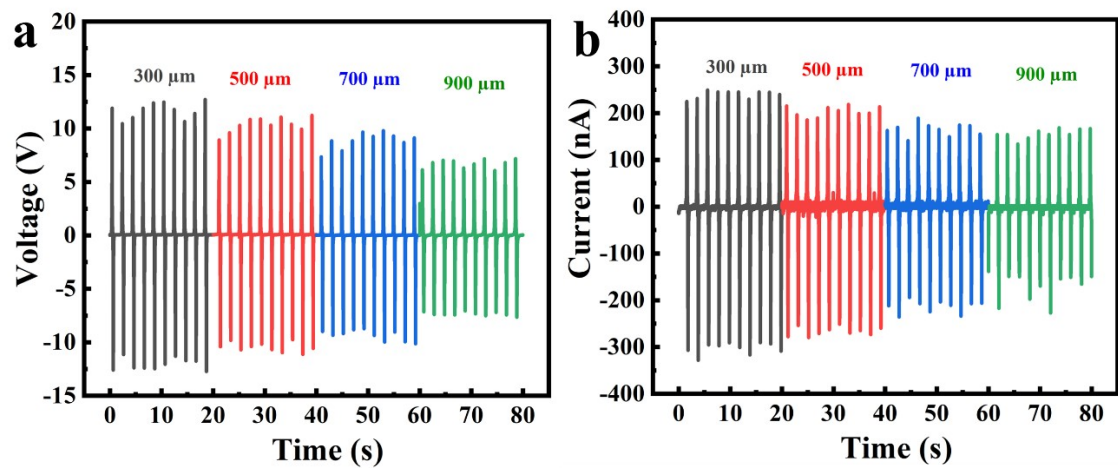 a
300 µm
500 µm
700 µm
900 µm
Voltage (V)
20
15
10
5
0
-5
-10
-15
0 10 20 30 40 50 60 70 80
Time (s)
b
300 µm
500 µm
700 µm
900 µm
Current (nA)
400
300
200
100
0
-100
-200
-300
-400
0 10 20 30 40 50 60 70 80
Time (s)